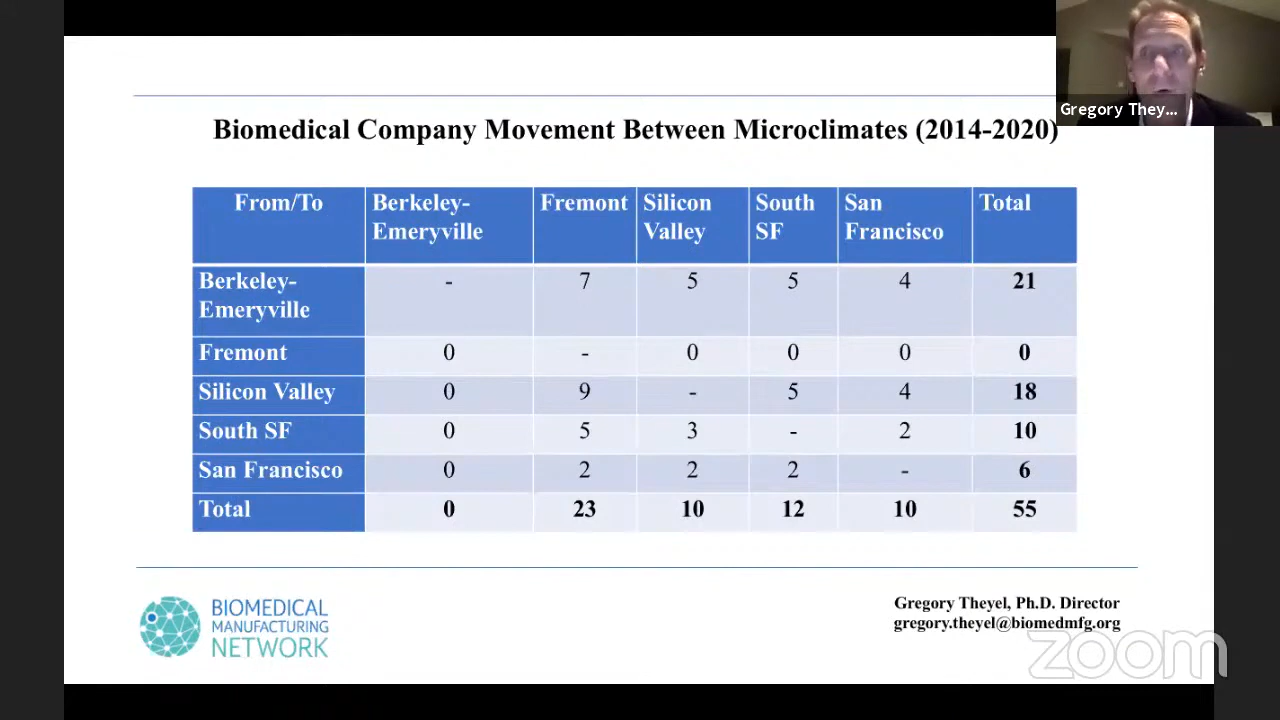 Gregory They...
Biomedical Company Movement Between Microclimates (2014-2020)
From/To Berkeley-Emeryville Fremont Silicon Valley South SF San Francisco Total
Berkeley-Emeryville - 7 5 5 4 21
Fremont 0 - 0 0 0 0
Silicon Valley 0 9 - 5 4 18
South SF 0 5 3 - 2 10
San Francisco 0 2 2 2 - 6
Total 0 23 10 12 10 55
BIOMEDICAL
MANUFACTURING
NETWORK
Gregory Theyel, Ph.D. Director
gregory.theyel@biomedmfg.org
zoom